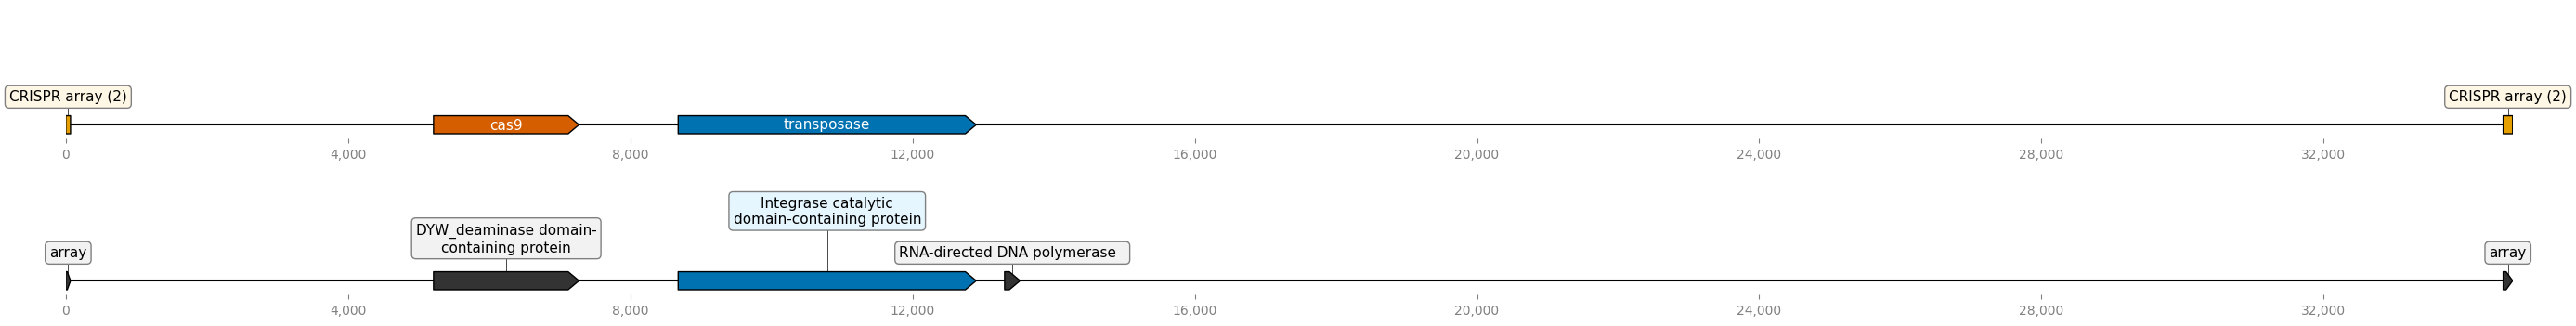 CRISPR array (2)
CRISPR array (2)
cas9
transposase
0
4,000
8,000
12,000
16,000
20,000
24,000
28,000
32,000
Integrase catalytic
domain-containing protein
DYW_deaminase domain-
containing protein
array
RNA-directed DNA polymerase
array
0
4,000
8,000
12,000
16,000
20,000
24,000
28,000
32,000